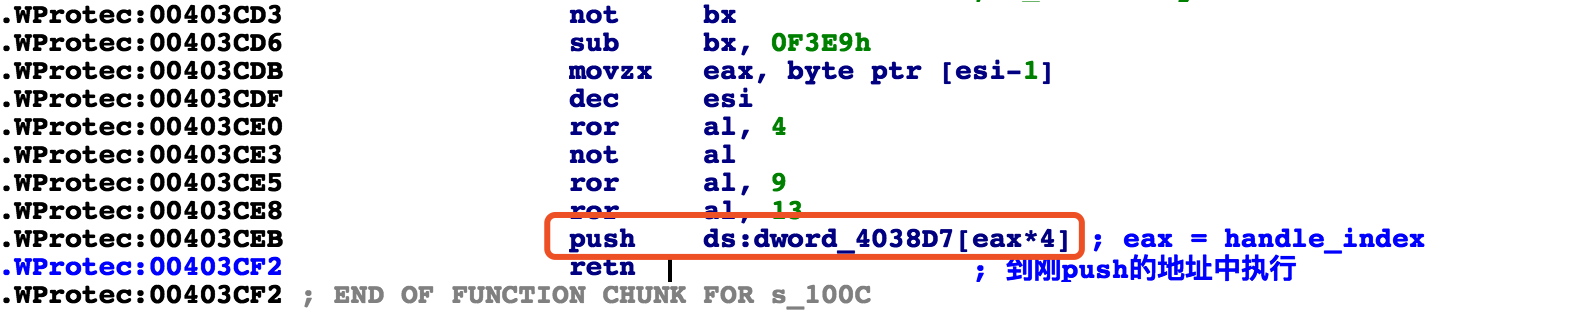 .WProtec:00403CD3 not bx
.WProtec:00403CD6 sub bx, 0F3E9h
.WProtec:00403CDB movzx eax, byte ptr [esi-1]
.WProtec:00403CDF dec esi
.WProtec:00403CE0 ror al, 4
.WProtec:00403CE3 not al
.WProtec:00403CE5 ror al, 9
.WProtec:00403CE8 ror al, 13
.WProtec:00403CEB push ds:dword_4038D7[eax*4] ; eax = handle_index
.WProtec:00403CF2 retn ; 到刚push的地址中执行
.WProtec:00403CF2 ; END OF FUNCTION CHUNK FOR s_100C